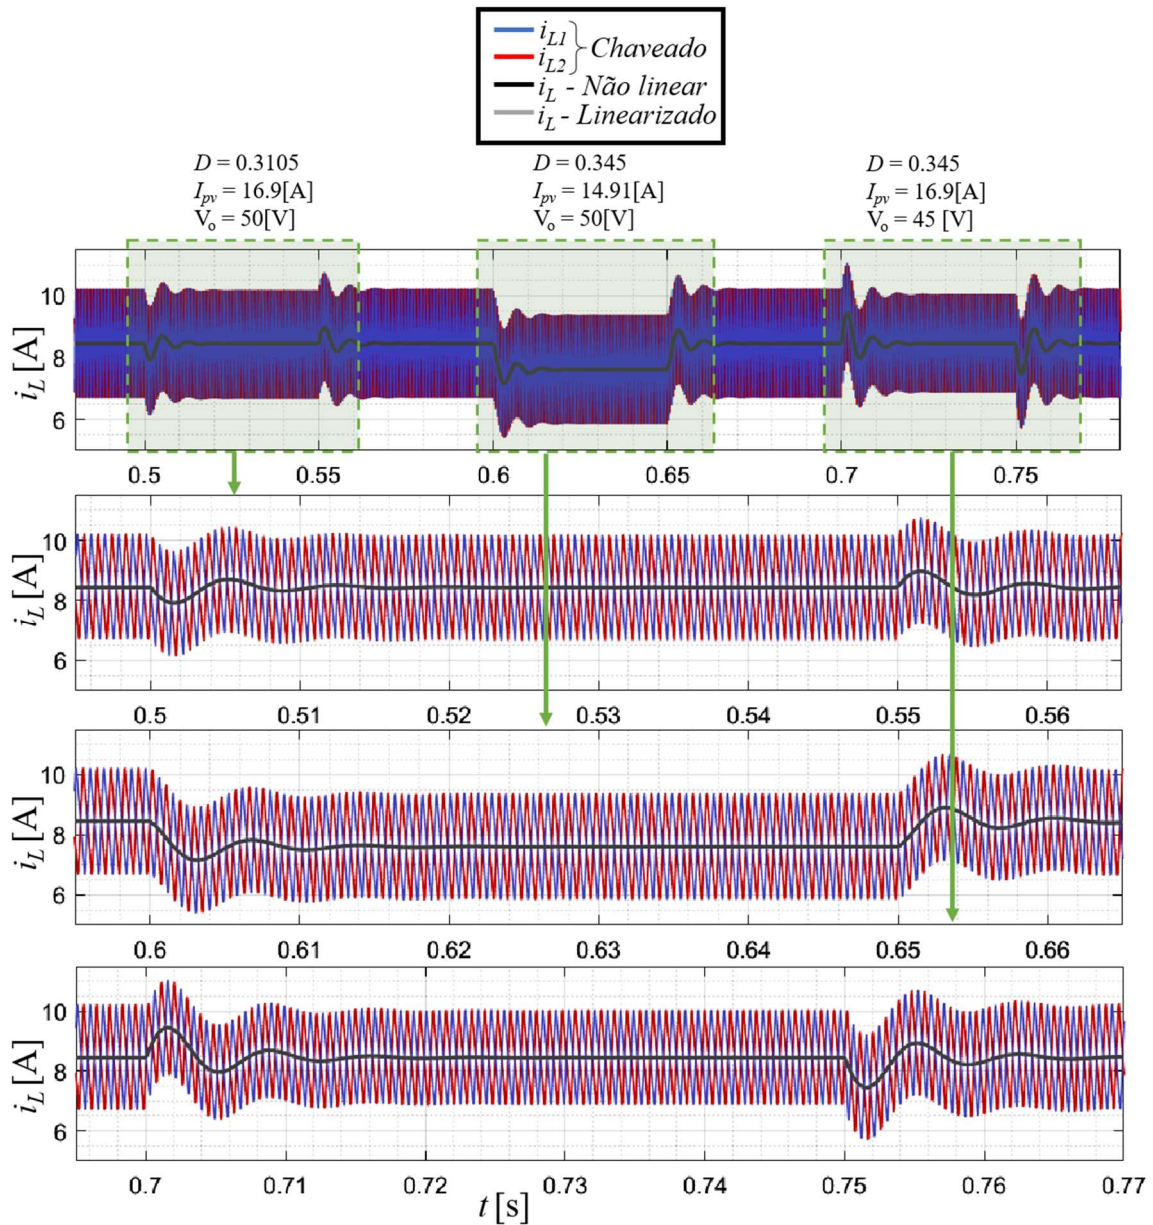 i_L1
i_L2 } Chaveado
i_L - Não linear
i_L - Linearizado
D = 0.3105 D = 0.345 D = 0.345
I_pv = 16.9[A] I_pv = 14.91[A] I_pv = 16.9[A]
V_o = 50[V] V_o = 50[V] V_o = 45 [V]
i_L [A]
10
8
6
0.5 0.55 0.6 0.65 0.7 0.75
i_L [A]
10
8
6
0.5 0.51 0.52 0.53 0.54 0.55 0.56
i_L [A]
10
8
6
0.6 0.61 0.62 0.63 0.64 0.65 0.66
i_L [A]
10
8
6
0.7 0.71 0.72 0.73 0.74 0.75 0.76 0.77
t [s]